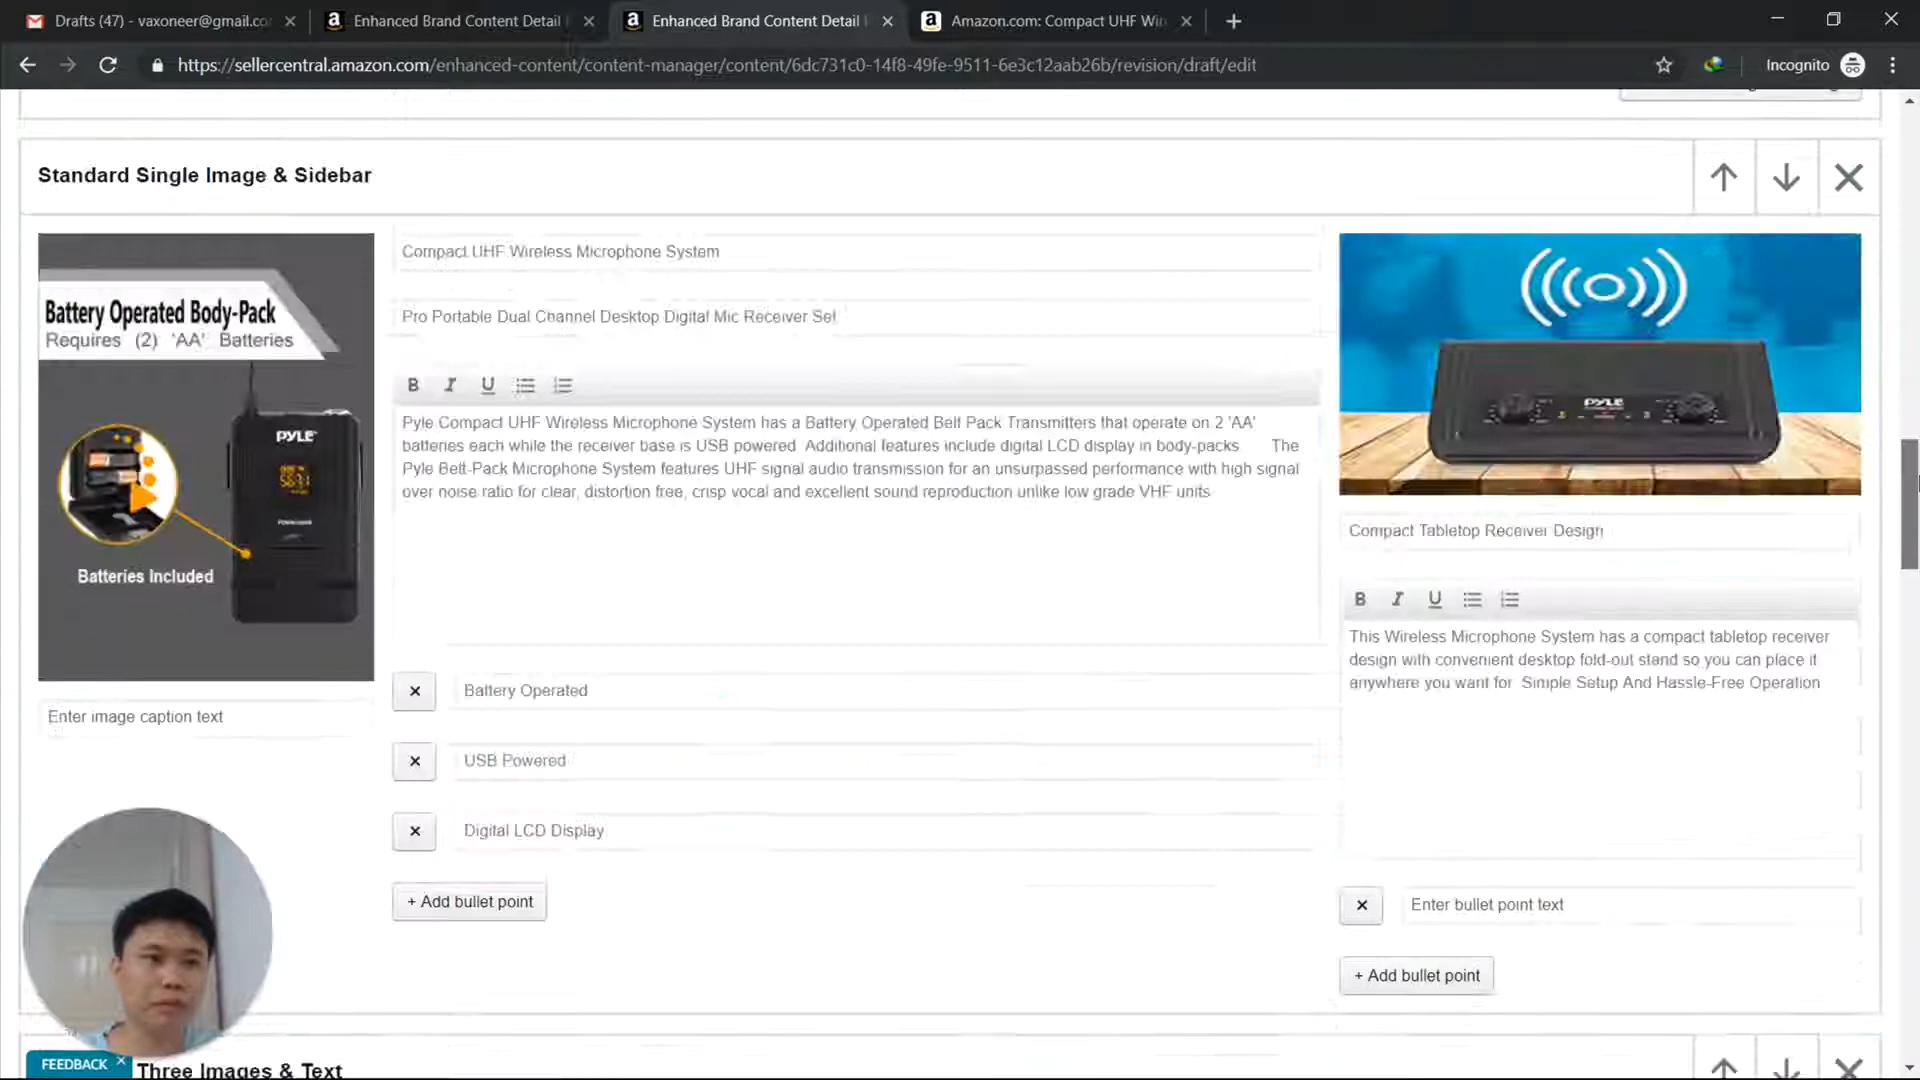 Drafts (47) - vaxoneer@gmail.co
Enhanced Brand Content Detail
Enhanced Brand Content Detail
Amazon.com: Compact UHF Wir
https://sellercentral.amazon.com/enhanced-content/content-manager/content/6dc731c0-14f8-49fe-9511-6e3c12aab26b/revision/draft/edit
Incognito
Standard Single Image & Sidebar
Battery Operated Body-Pack
Requires (2) 'AA' Batteries
PYLE
Batteries Included
Enter image caption text
Compact UHF Wireless Microphone System
Pro Portable Dual Channel Desktop Digital Mic Receiver Set
B I U
Pyle Compact UHF Wireless Microphone System has a Battery Operated Belt Pack Transmitters that operate on 2 'AA'
batteries each while the receiver base is USB powered Additional features include digital LCD display in body-packs The
Pyle Belt-Pack Microphone System features UHF signal audio transmission for an unsurpassed performance with high signal
over noise ratio for clear, distortion free, crisp vocal and excellent sound reproduction unlike low grade VHF units
Battery Operated
USB Powered
Digital LCD Display
+ Add bullet point
PYLE
Compact Tabletop Receiver Design
B I U
This Wireless Microphone System has a compact tabletop receiver
design with convenient desktop fold-out stand so you can place it
anywhere you want for Simple Setup And Hassle-Free Operation
Enter bullet point text
+ Add bullet point
FEEDBACK
Three Images & Text